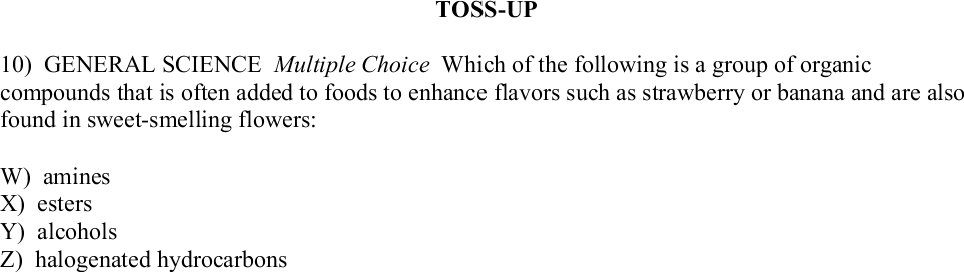 TOSS-UP
10) GENERAL SCIENCE Multiple Choice Which of the following is a group of organic
compounds that is often added to foods to enhance flavors such as strawberry or banana and are also
found in sweet-smelling flowers:
W) amines
X) esters
Y) alcohols
Z) halogenated hydrocarbons